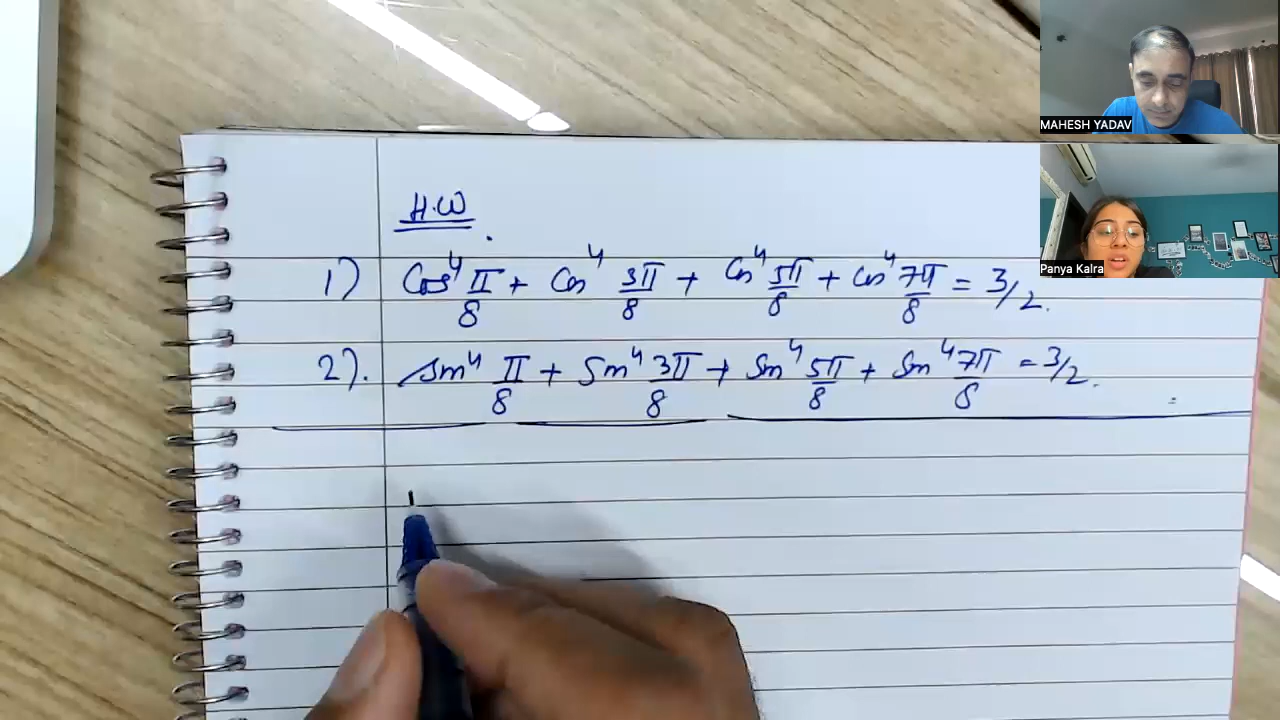 H.W.
1) Cos⁴ π/8 + Cos⁴ 3π/8 + Cos⁴ 5π/8 + Cos⁴ 7π/8 = 3/2.
2). Sin⁴ π/8 + Sin⁴ 3π/8 + Sin⁴ 5π/8 + Sin⁴ 7π/8 = 3/2.
MAHESH YADAV
Panya Kalra